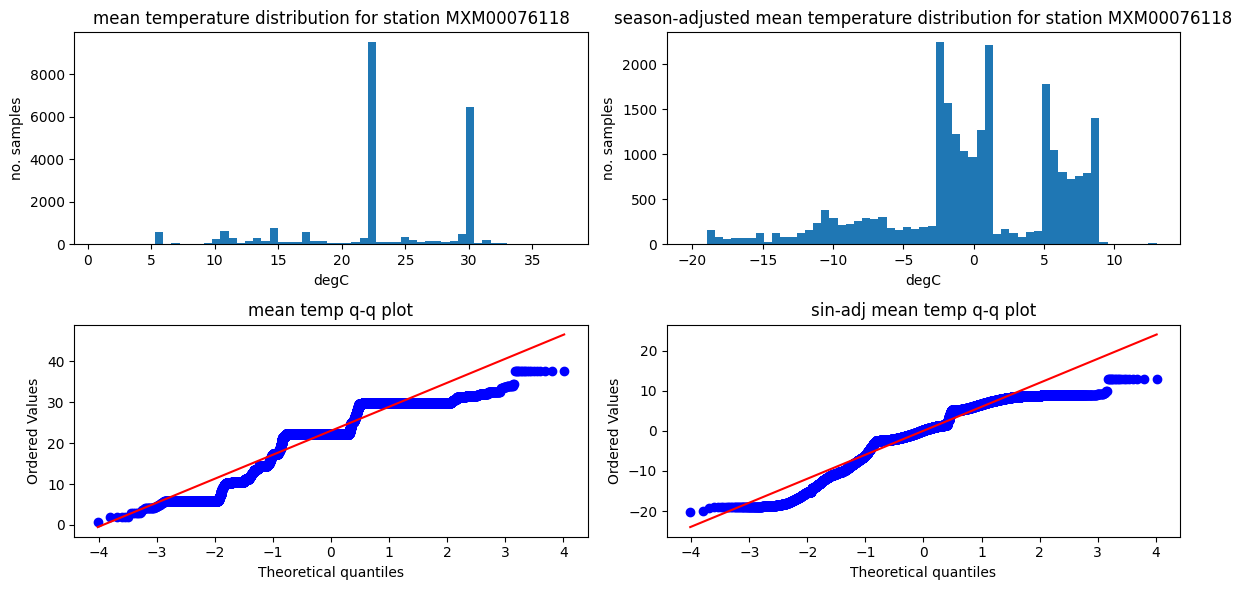 mean temperature distribution for station MXM00076118
no. samples
8000
6000
4000
2000
0
0 5 10 15 20 25 30 35
degC
season-adjusted mean temperature distribution for station MXM00076118
no. samples
2000
1500
1000
500
0
−20 −15 −10 −5 0 5 10
degC
mean temp q-q plot
Ordered Values
40
30
20
10
0
−4 −3 −2 −1 0 1 2 3 4
Theoretical quantiles
sin-adj mean temp q-q plot
Ordered Values
20
10
0
−10
−20
−4 −3 −2 −1 0 1 2 3 4
Theoretical quantiles